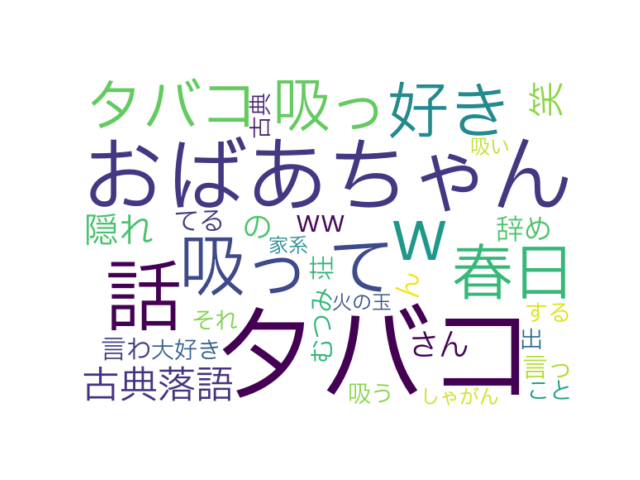 タバコ 吸っ 好き 笑
古典
吸い
おばあちゃん
隠れ てる の ww w 辞め
家系
吸って 春日
話 むつみ荘 火の玉 ん する
それ
タバコ さん 出
言わ 大好き 言っ
古典落語 吸う しゃがん こと